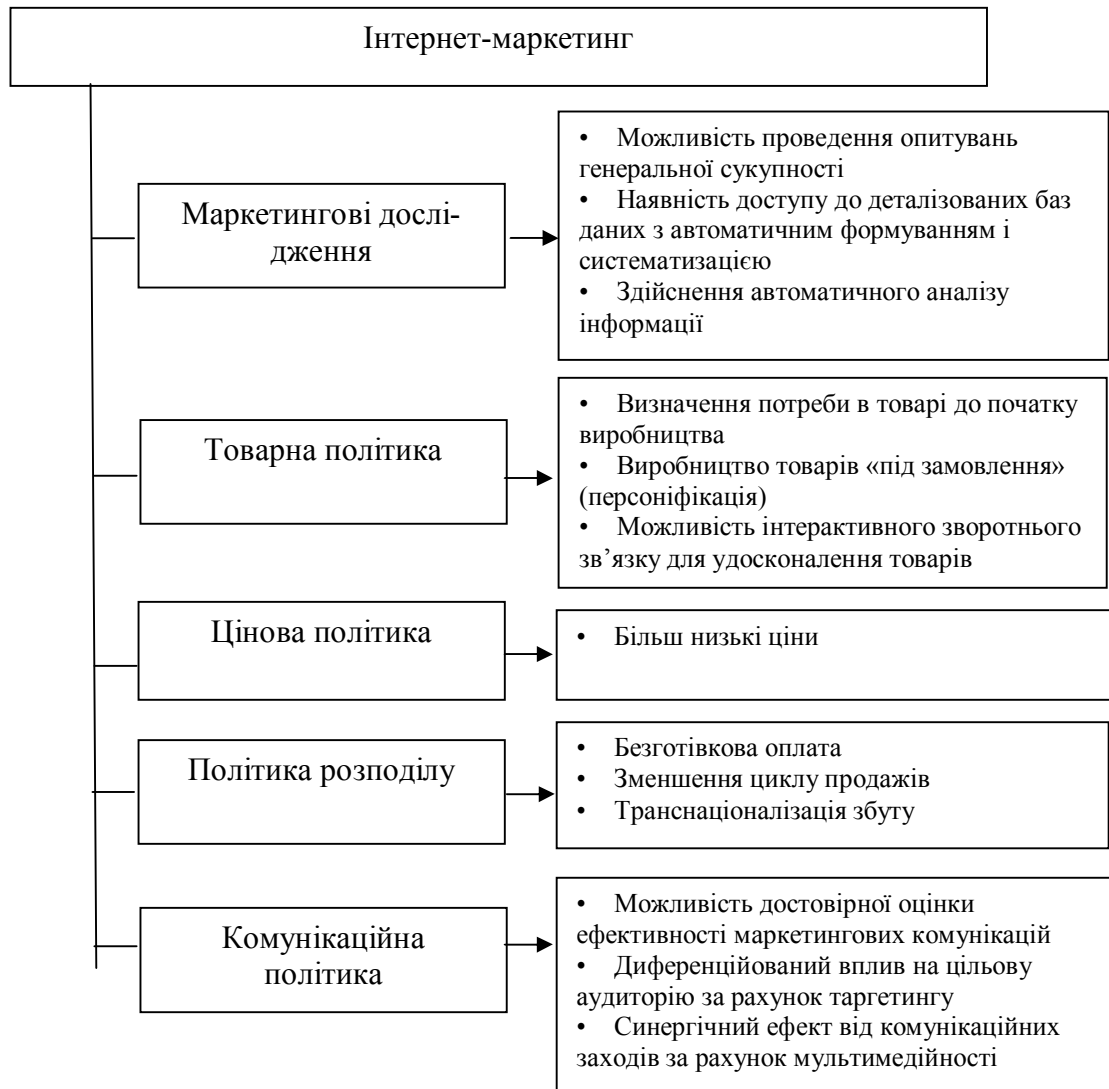 Інтернет-маркетинг
Маркетингові дослі-
дження
• Можливість проведення опитувань
генеральної сукупності
• Наявність доступу до деталізованих баз
даних з автоматичним формуванням і
систематизацією
• Здійснення автоматичного аналізу
інформації
Товарна політика
• Визначення потреби в товарі до початку
виробництва
• Виробництво товарів «під замовлення»
(персоніфікація)
• Можливість інтерактивного зворотнього
зв’язку для удосконалення товарів
Цінова політика
• Більш низькі ціни
Політика розподілу
• Безготівкова оплата
• Зменшення циклу продажів
• Транснаціоналізація збуту
Комунікаційна
політика
• Можливість достовірної оцінки
ефективності маркетингових комунікацій
• Диференційований вплив на цільову
аудиторію за рахунок таргетингу
• Синергічний ефект від комунікаційних
заходів за рахунок мультимедійності